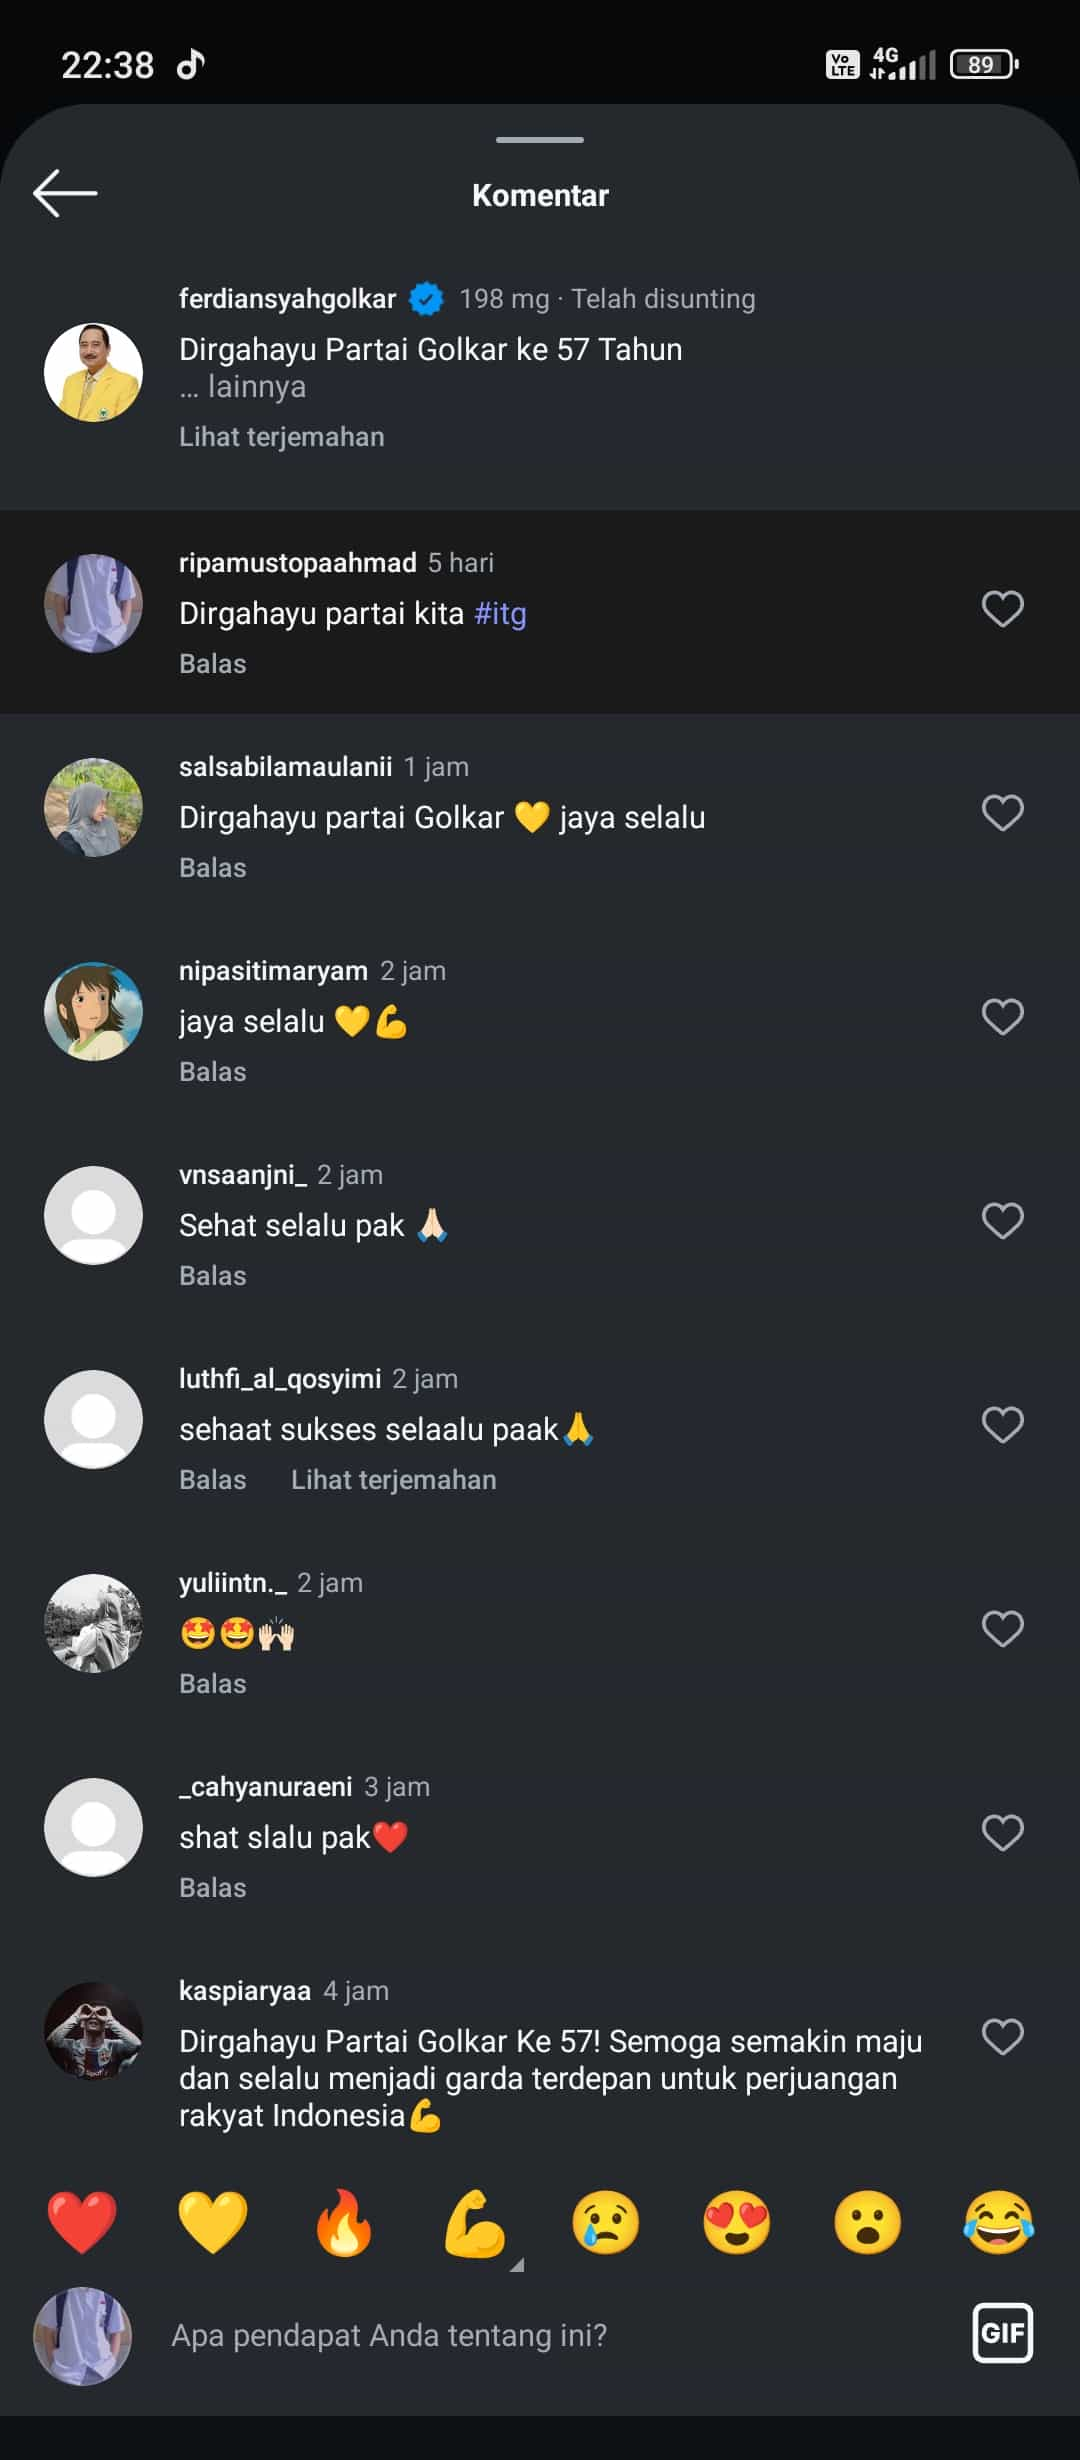 22:38
Vo LTE 4G 89
Komentar
ferdiansyahgolkar 198 mg · Telah disunting
Dirgahayu Partai Golkar ke 57 Tahun
... lainnya
Lihat terjemahan
ripamustopaahmad 5 hari
Dirgahayu partai kita #itg
Balas
salsabilamaulanii 1 jam
Dirgahayu partai Golkar 💛 jaya selalu
Balas
nipasitimaryam 2 jam
jaya selalu 💛💪
Balas
vnsaanjni_ 2 jam
Sehat selalu pak 🙏🏻
Balas
luthfi_al_qosyimi 2 jam
sehaat sukses selaalu paak🙏
Balas Lihat terjemahan
yuliintn._ 2 jam
🤩🤩🙌🏻
Balas
_cahyanuraeni 3 jam
shat slalu pak❤️
Balas
kaspiaryaa 4 jam
Dirgahayu Partai Golkar Ke 57! Semoga semakin maju
dan selalu menjadi garda terdepan untuk perjuangan
rakyat Indonesia💪
❤️ 💛 🔥 💪 😢 😍 😮 😂
Apa pendapat Anda tentang ini?
GIF